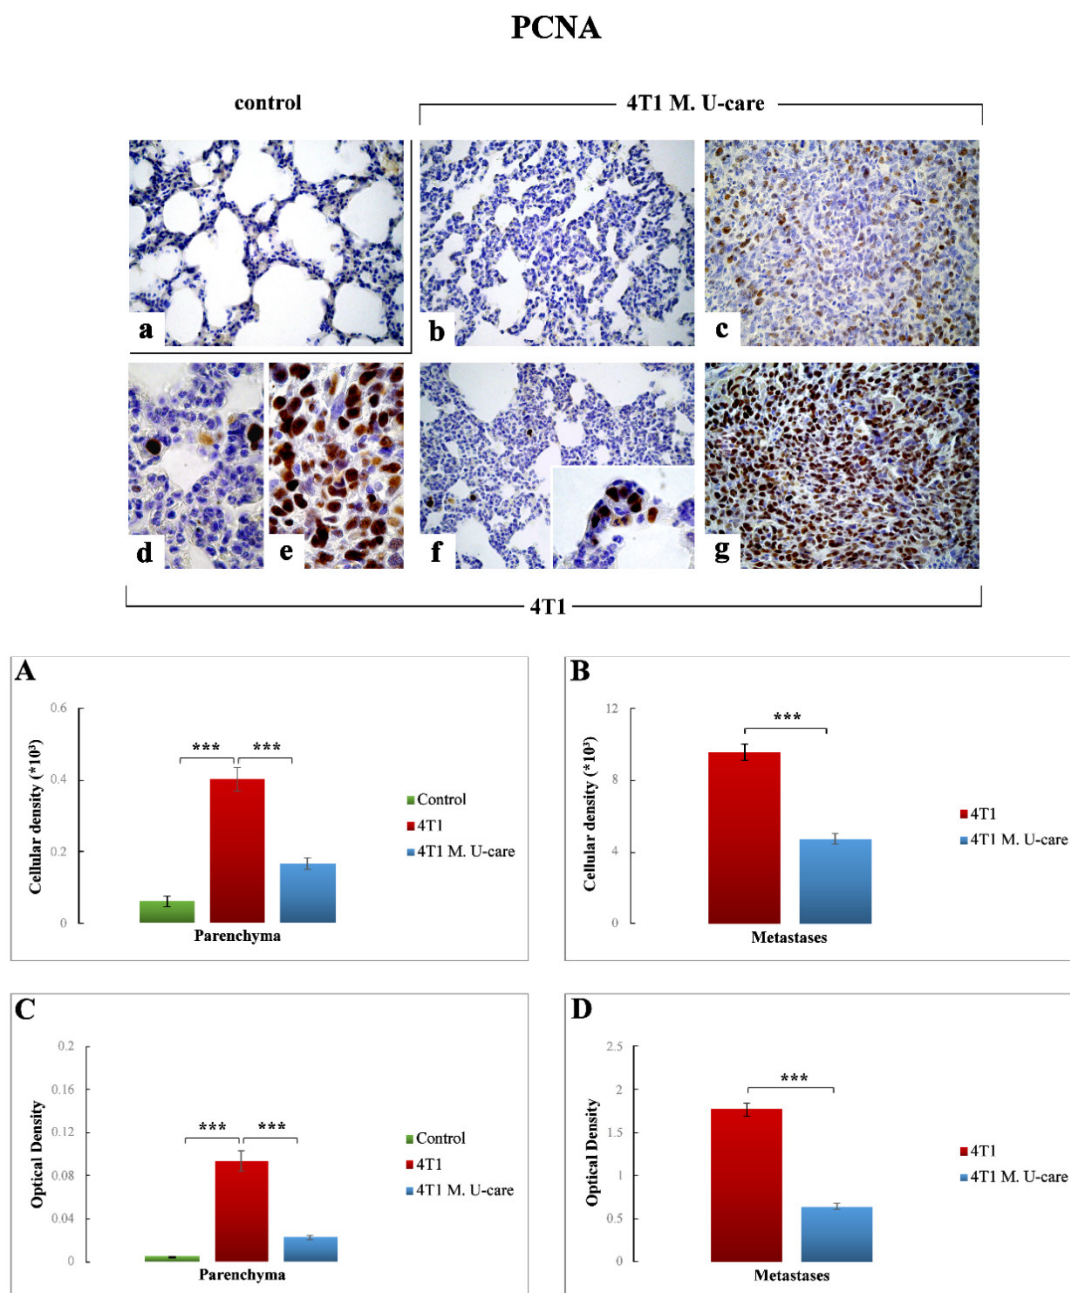 PCNA
control
4T1 M. U-care
a
b
c
d
e
f
g
4T1
A
Cellular density (*10³)
0.6
0.4
0.2
0
***
***
Parenchyma
Control
4T1
4T1 M. U-care
B
Cellular density (*10³)
12
9
6
4
0
***
Metastases
4T1
4T1 M. U-care
C
Optical Density
0.2
0.16
0.12
0.08
0.04
0
***
***
Parenchyma
Control
4T1
4T1 M. U-care
D
Optical Density
2.5
2
1.5
1
0.5
0
***
Metastases
4T1
4T1 M. U-care